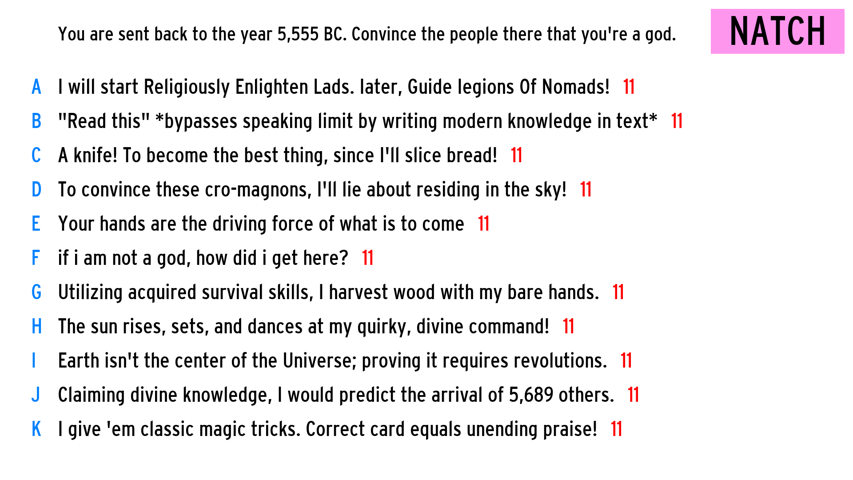 You are sent back to the year 5,555 BC. Convince the people there that you're a god.
NATCH
A I will start Religiously Enlighten Lads. later, Guide legions Of Nomads! 11
B "Read this" *bypasses speaking limit by writing modern knowledge in text* 11
C A knife! To become the best thing, since I'll slice bread! 11
D To convince these cro-magnons, I'll lie about residing in the sky! 11
E Your hands are the driving force of what is to come 11
F if i am not a god, how did i get here? 11
G Utilizing acquired survival skills, I harvest wood with my bare hands. 11
H The sun rises, sets, and dances at my quirky, divine command! 11
I Earth isn't the center of the Universe; proving it requires revolutions. 11
J Claiming divine knowledge, I would predict the arrival of 5,689 others. 11
K I give 'em classic magic tricks. Correct card equals unending praise! 11